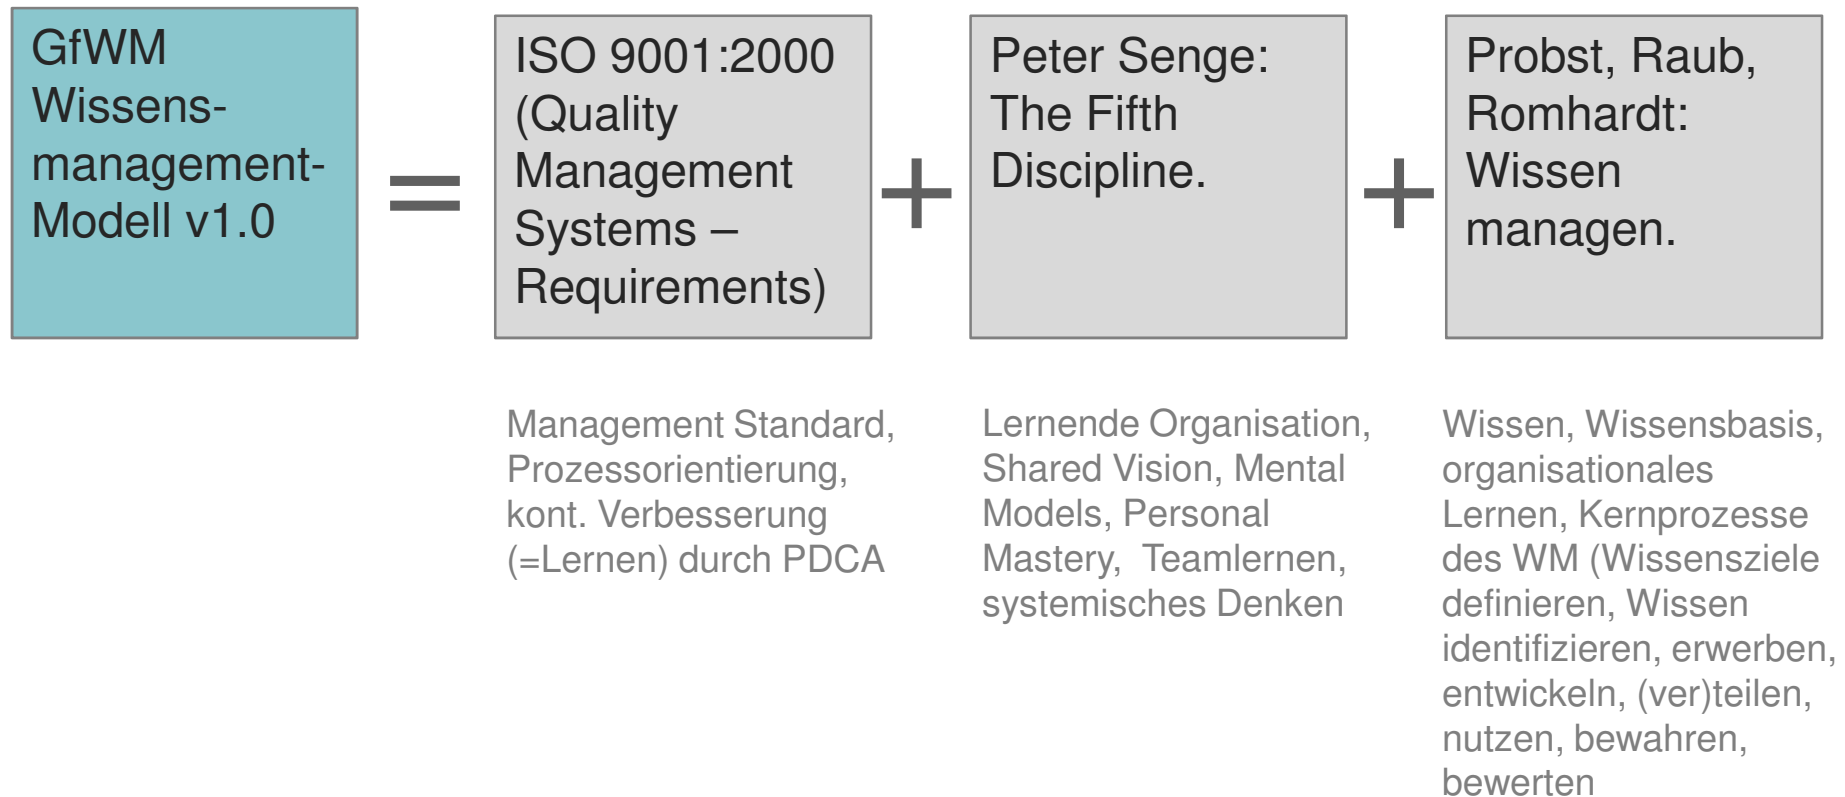 GfWM
Wissens-
management-
Modell v1.0
=
ISO 9001:2000
(Quality
Management
Systems –
Requirements)
+
Peter Senge:
The Fifth
Discipline.
+
Probst, Raub,
Romhardt:
Wissen
managen.
Management Standard,
Prozessorientierung,
kont. Verbesserung
(=Lernen) durch PDCA
Lernende Organisation,
Shared Vision, Mental
Models, Personal
Mastery,  Teamlernen,
systemisches Denken
Wissen, Wissensbasis,
organisationales
Lernen, Kernprozesse
des WM (Wissensziele
definieren, Wissen
identifizieren, erwerben,
entwickeln, (ver)teilen,
nutzen, bewahren,
bewerten